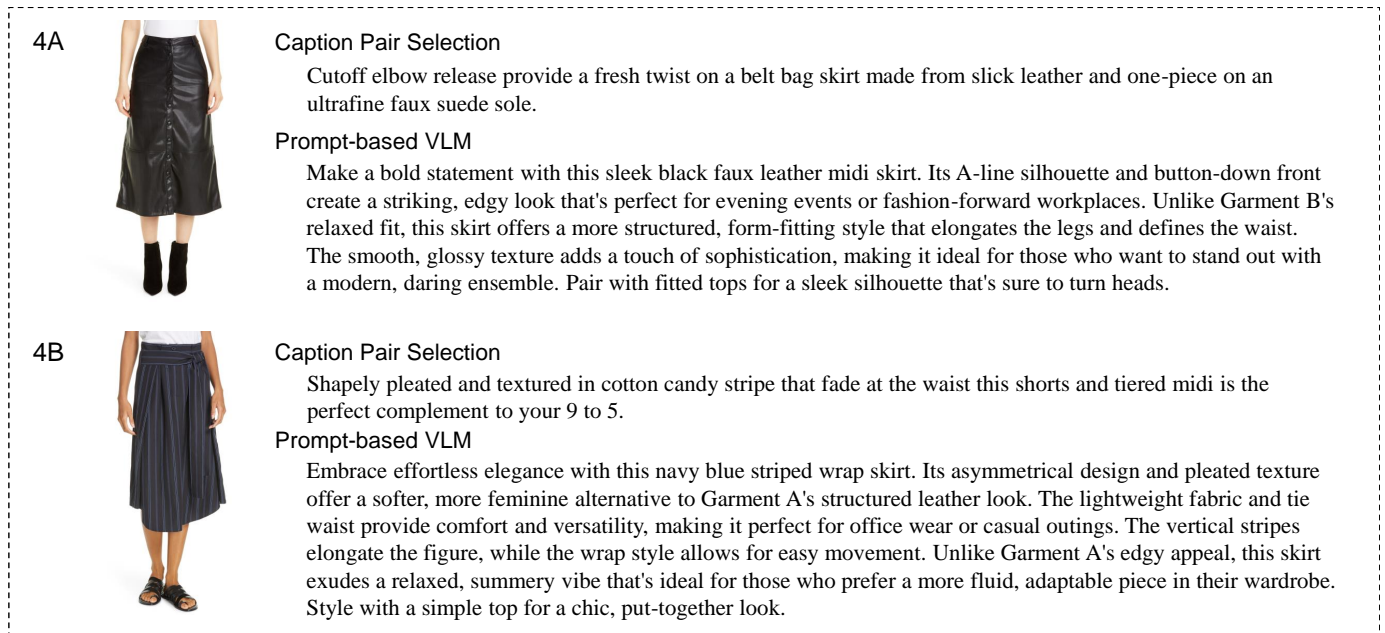 4A
Caption Pair Selection
Cutoff elbow release provide a fresh twist on a belt bag skirt made from slick leather and one-piece on an
ultrafine faux suede sole.
Prompt-based VLM
Make a bold statement with this sleek black faux leather midi skirt. Its A-line silhouette and button-down front
create a striking, edgy look that's perfect for evening events or fashion-forward workplaces. Unlike Garment B's
relaxed fit, this skirt offers a more structured, form-fitting style that elongates the legs and defines the waist.
The smooth, glossy texture adds a touch of sophistication, making it ideal for those who want to stand out with
a modern, daring ensemble. Pair with fitted tops for a sleek silhouette that's sure to turn heads.
4B
Caption Pair Selection
Shapely pleated and textured in cotton candy stripe that fade at the waist this shorts and tiered midi is the
perfect complement to your 9 to 5.
Prompt-based VLM
Embrace effortless elegance with this navy blue striped wrap skirt. Its asymmetrical design and pleated texture
offer a softer, more feminine alternative to Garment A's structured leather look. The lightweight fabric and tie
waist provide comfort and versatility, making it perfect for office wear or casual outings. The vertical stripes
elongate the figure, while the wrap style allows for easy movement. Unlike Garment A's edgy appeal, this skirt
exudes a relaxed, summery vibe that's ideal for those who prefer a more fluid, adaptable piece in their wardrobe.
Style with a simple top for a chic, put-together look.